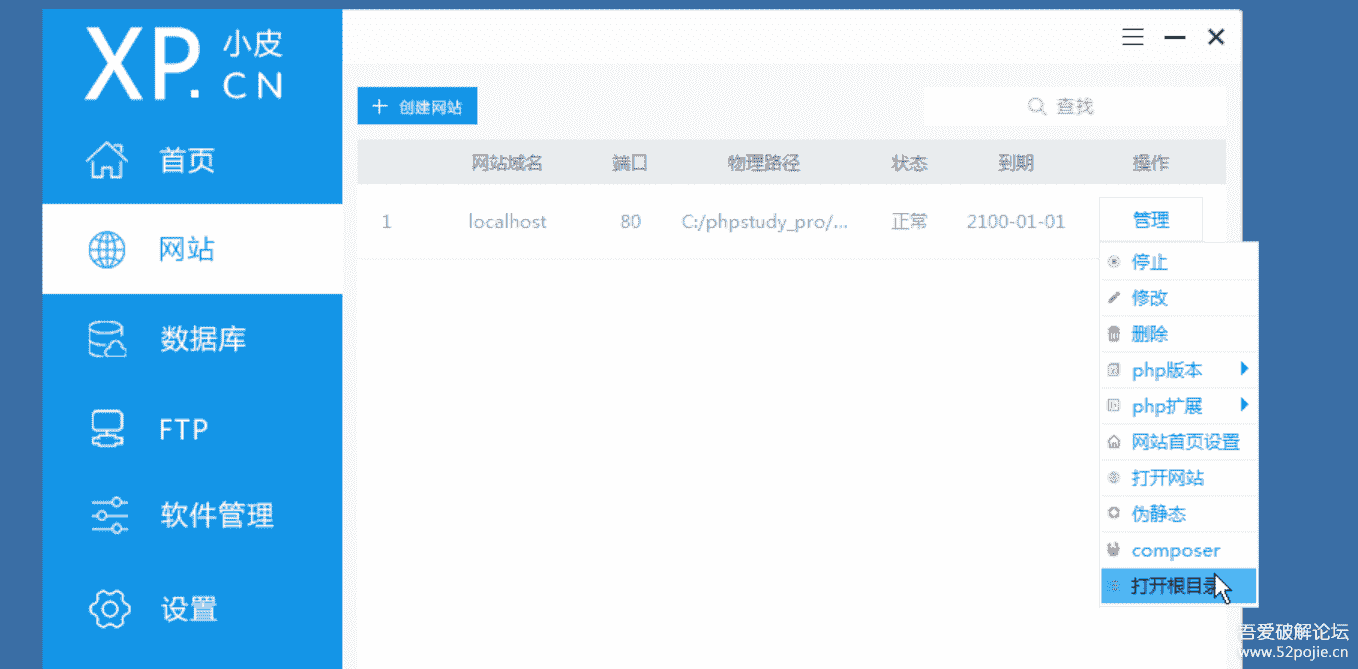 XP. 小皮
CN
首页
网站
数据库
FTP
软件管理
设置
创建网站
查找
网站域名 端口 物理路径 状态 到期 操作
1 localhost 80 C:/phpstudy_pro/... 正常 2100-01-01 管理
停止
修改
删除
php版本
php扩展
网站首页设置
打开网站
伪静态
composer
打开根目录
吾爱破解论坛
www.52pojie.cn